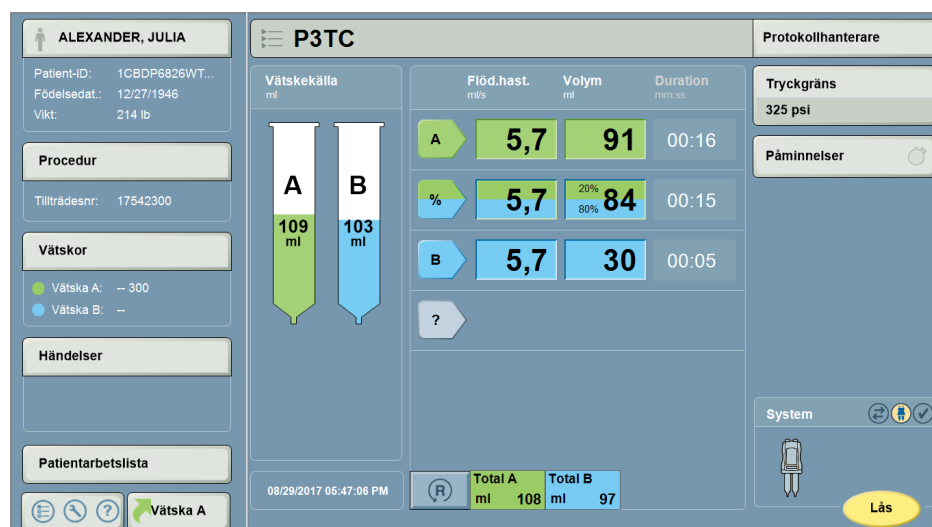 ALEXANDER, JULIA
Patient-ID: 1CBDP6826WT...
Födelsedat.: 12/27/1946
Vikt: 214 lb
Procedur
Tillträdesnr: 17542300
Vätskor
Vätska A: -- 300
Vätska B: --
Händelser
Patientarbetslista
?
Vätska A
P3TC
Vätskekälla
ml
A
109
ml
B
103
ml
08/29/2017 05:47:06 PM
Flöd.hast. Volym Duration
ml/s ml mm:ss
A 5,7 91 00:16
% 5,7 20% 80% 84 00:15
B 5,7 30 00:05
?
R
Total A
ml 108
Total B
ml 97
Protokollhanterare
Tryckgräns
325 psi
Påminnelser
System
Lås